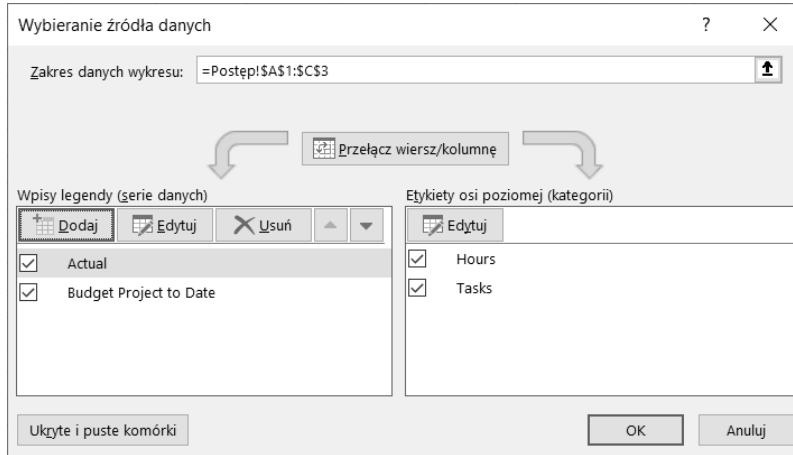 Wybieranie źródła danych ? ×
Zakres danych wykresu: =Postęp!$A$1:$C$3
Przełącz wiersz/kolumnę
Wpisy legendy (serie danych)
Dodaj Edytuj Usuń
Actual
Budget Project to Date
Etykiety osi poziomej (kategorii)
Edytuj
Hours
Tasks
Ukryte i puste komórki
OK Anuluj